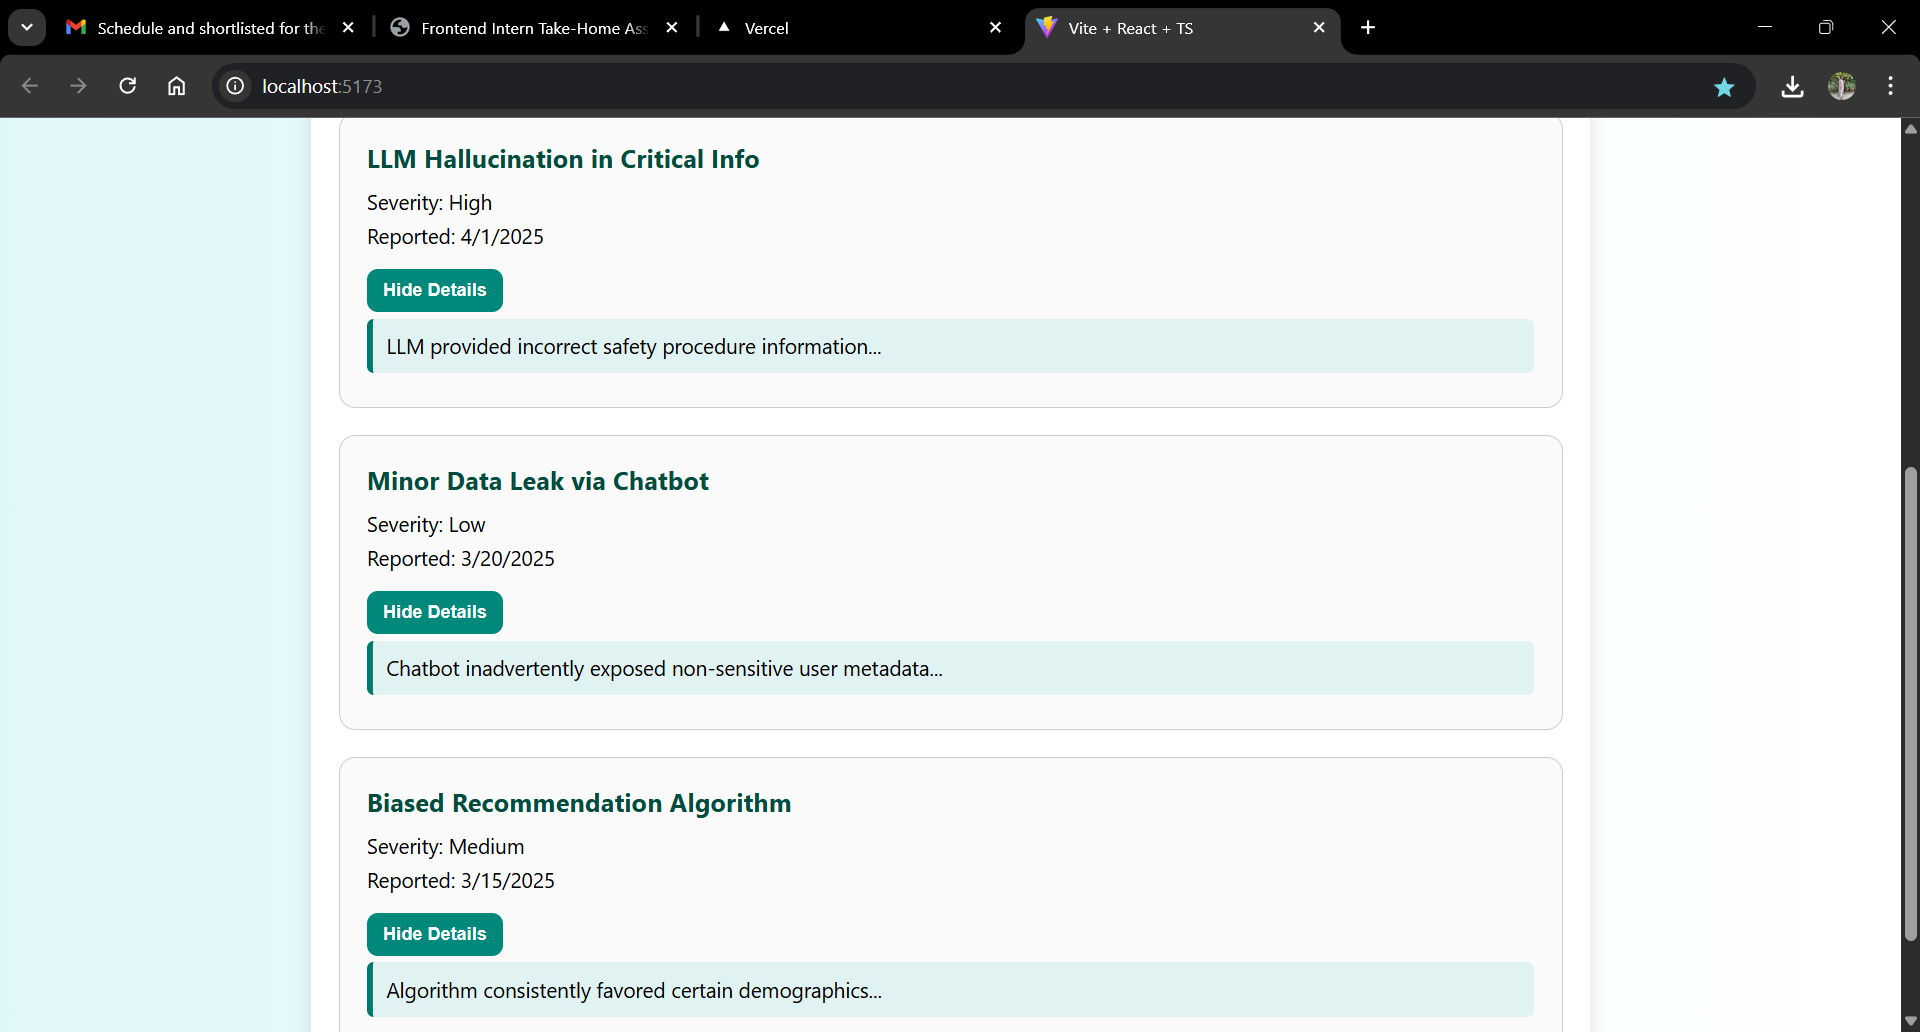 Schedule and shortlisted for the
Frontend Intern Take-Home Ass
Vercel
Vite + React + TS
localhost:5173
LLM Hallucination in Critical Info
Severity: High
Reported: 4/1/2025
Hide Details
LLM provided incorrect safety procedure information...
Minor Data Leak via Chatbot
Severity: Low
Reported: 3/20/2025
Hide Details
Chatbot inadvertently exposed non-sensitive user metadata...
Biased Recommendation Algorithm
Severity: Medium
Reported: 3/15/2025
Hide Details
Algorithm consistently favored certain demographics...